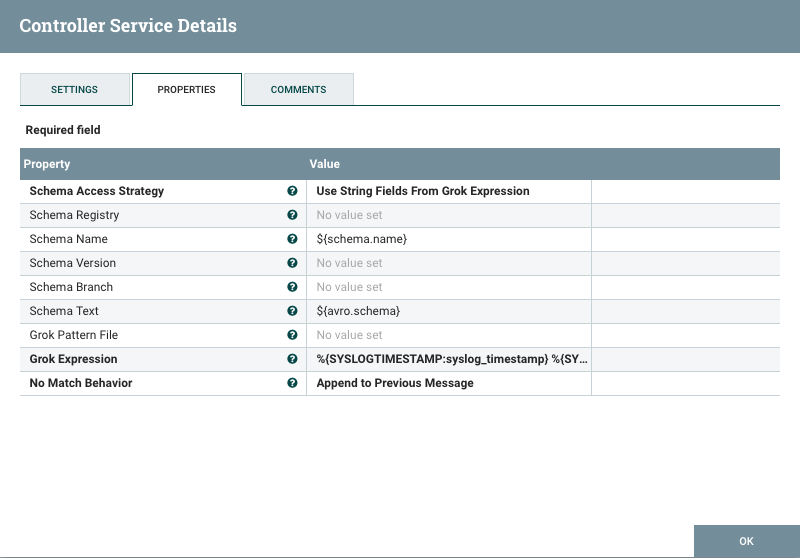 Controller Service Details
SETTINGS PROPERTIES COMMENTS
Required field
Property Value
Schema Access Strategy ? Use String Fields From Grok Expression
Schema Registry ? No value set
Schema Name ? ${schema.name}
Schema Version ? No value set
Schema Branch ? No value set
Schema Text ? ${avro.schema}
Grok Pattern File ? No value set
Grok Expression ? %{SYSLOGTIMESTAMP:syslog_timestamp} %{SY...
No Match Behavior ? Append to Previous Message
OK